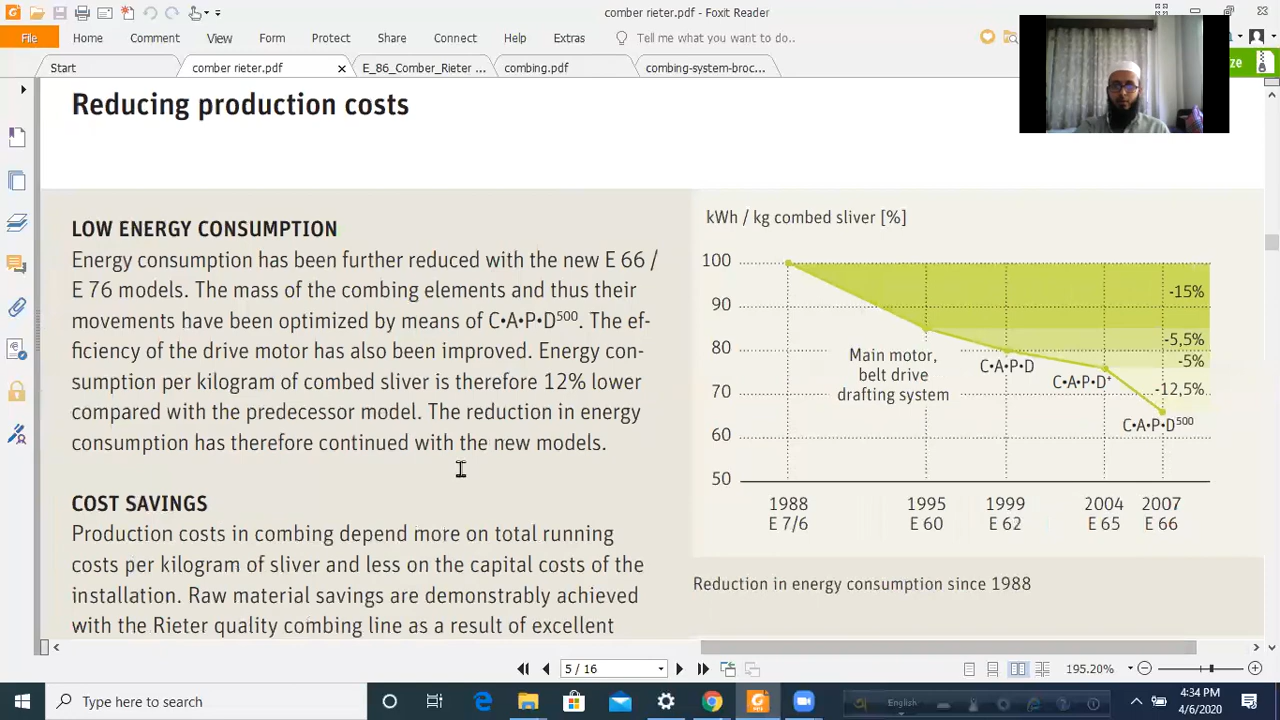 comber rieter.pdf - Foxit Reader
File Home Comment View Form Protect Share Connect Help Extras Tell me what you want to do..
Start comber rieter.pdf E_86_Comber_Rieter ... combing.pdf combing-system-broc...
ze
Reducing production costs
LOW ENERGY CONSUMPTION
Energy consumption has been further reduced with the new E 66 /
E 76 models. The mass of the combing elements and thus their
movements have been optimized by means of C•A•P•D⁵⁰⁰. The ef-
ficiency of the drive motor has also been improved. Energy con-
sumption per kilogram of combed sliver is therefore 12% lower
compared with the predecessor model. The reduction in energy
consumption has therefore continued with the new models.
COST SAVINGS
Production costs in combing depend more on total running
costs per kilogram of sliver and less on the capital costs of the
installation. Raw material savings are demonstrably achieved
with the Rieter quality combing line as a result of excellent
kWh / kg combed sliver [%]
100
90
80
70
60
50
-15%
-5,5%
-5%
-12,5%
Main motor,
belt drive
drafting system
C•A•P•D
C•A•P•D⁺
C•A•P•D⁵⁰⁰
1988 1995 1999 2004 2007
E 7/6 E 60 E 62 E 65 E 66
Reduction in energy consumption since 1988
5 / 16
195.20%
Type here to search
English
4:34 PM
4/6/2020